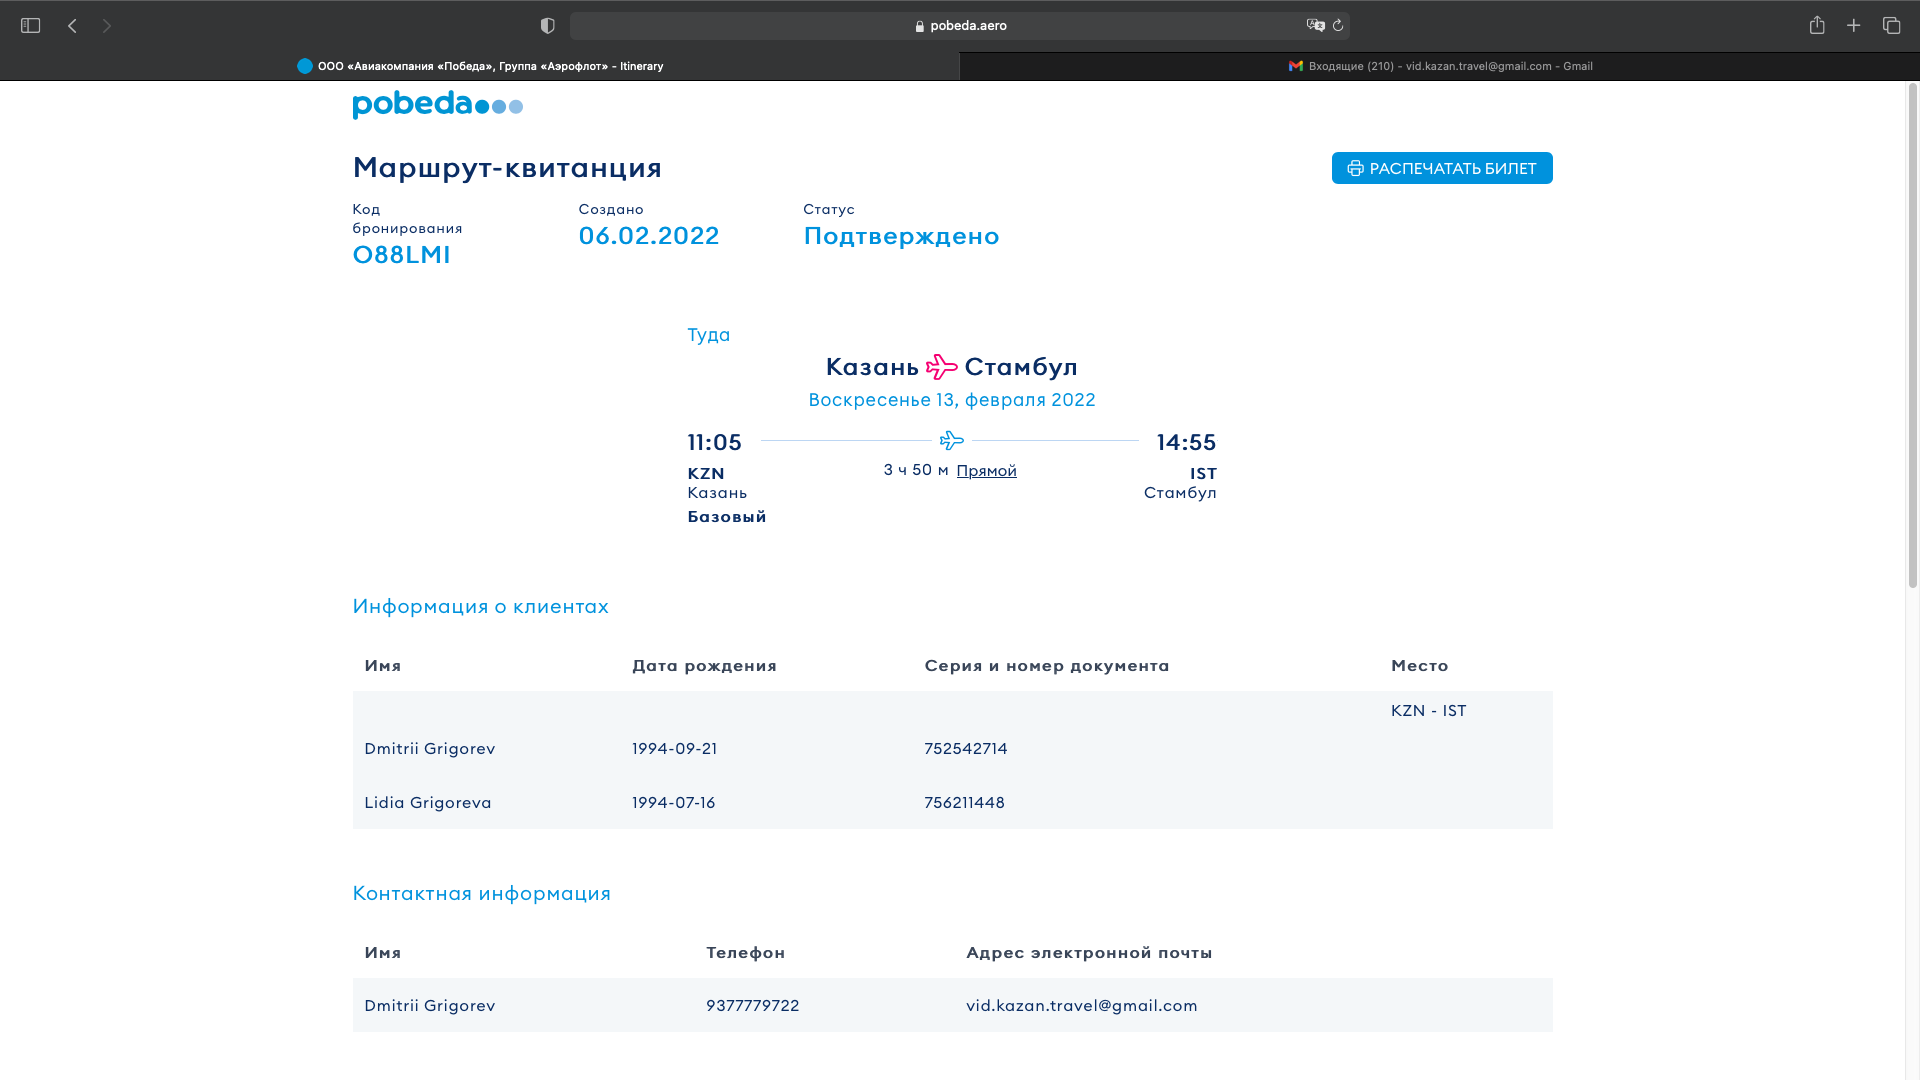 pobeda.aero
ООО «Авиакомпания «Победа», Группа «Аэрофлот» - Itinerary
Входящие (210) - vid.kazan.travel@gmail.com - Gmail
pobeda
Маршрут-квитанция
РАСПЕЧАТАТЬ БИЛЕТ
Код бронирования
O88LMI
Создано
06.02.2022
Статус
Подтверждено
Туда
Казань Стамбул
Воскресенье 13, февраля 2022
11:05 14:55
3 ч 50 м Прямой
KZN IST
Казань Стамбул
Базовый
Информация о клиентах
Имя Дата рождения Серия и номер документа Место
KZN - IST
Dmitrii Grigorev 1994-09-21 752542714
Lidia Grigoreva 1994-07-16 756211448
Контактная информация
Имя Телефон Адрес электронной почты
Dmitrii Grigorev 9377779722 vid.kazan.travel@gmail.com